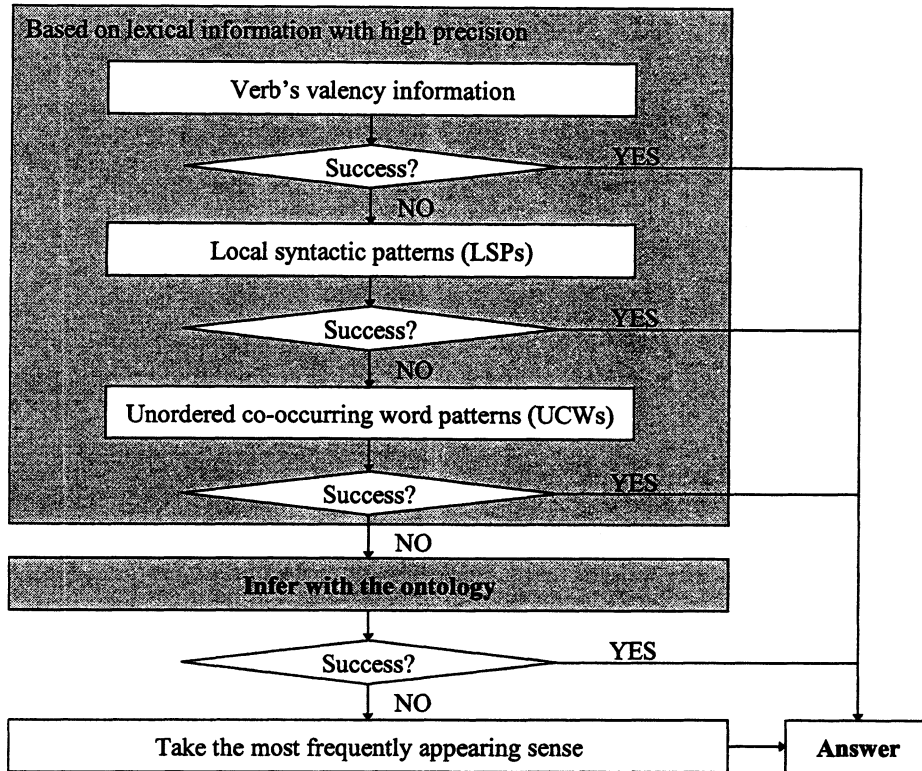 Based on lexical information with high precision
Verb's valency information
Success?
YES
NO
Local syntactic patterns (LSPs)
Success?
YES
NO
Unordered co-occurring word patterns (UCWs)
Success?
YES
NO
Infer with the ontology
Success?
YES
NO
Take the most frequently appearing sense
Answer